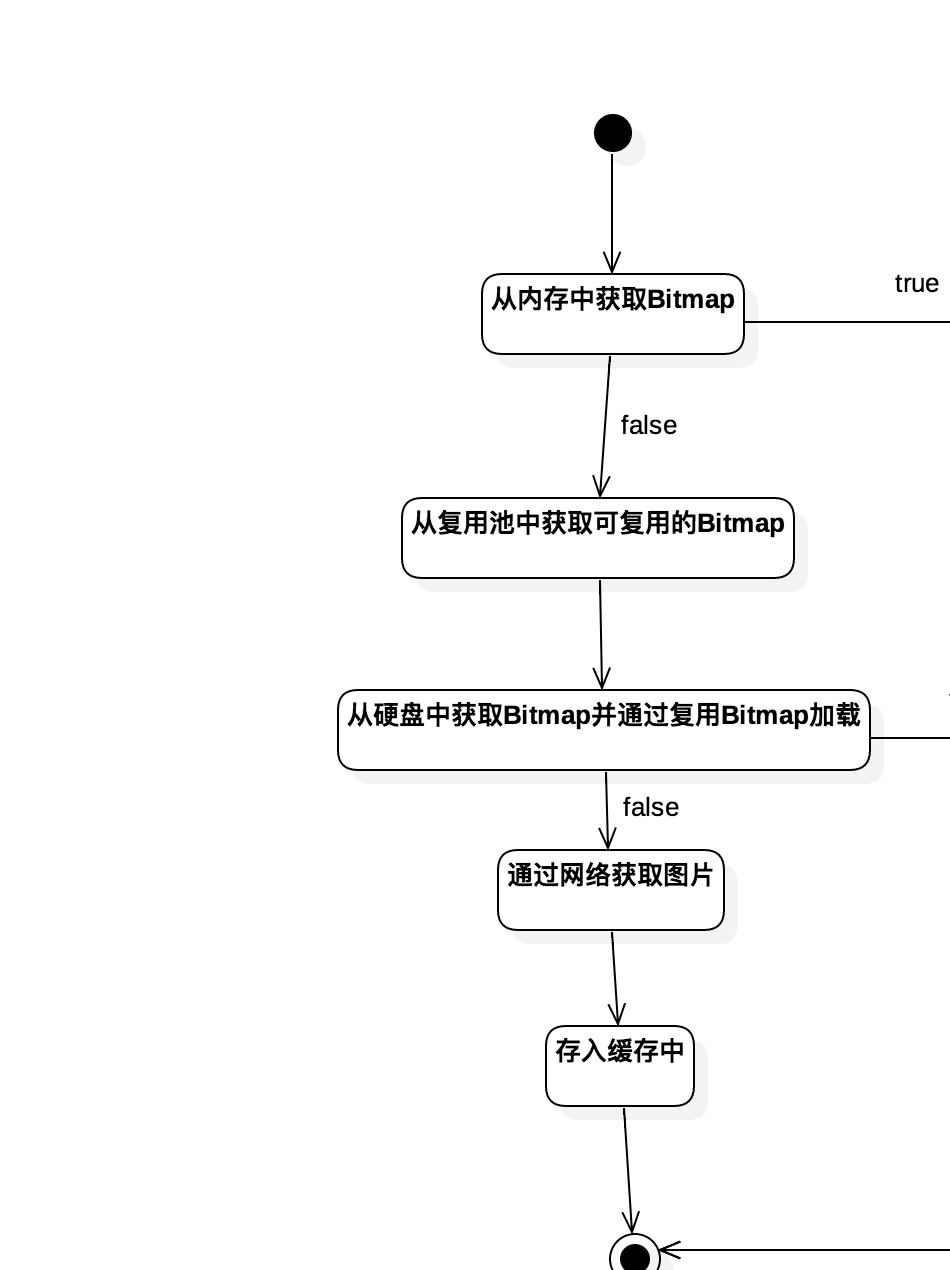 从内存中获取Bitmap
true
false
从复用池中获取可复用的Bitmap
从硬盘中获取Bitmap并通过复用Bitmap加载
false
通过网络获取图片
存入缓存中